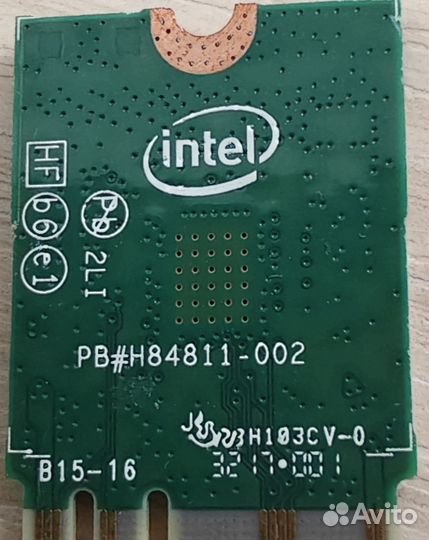 intel
HF
b6
e1
Pb
2LI
PB#H84811-002
H103CV-0
B15-16
3217•001
Avito